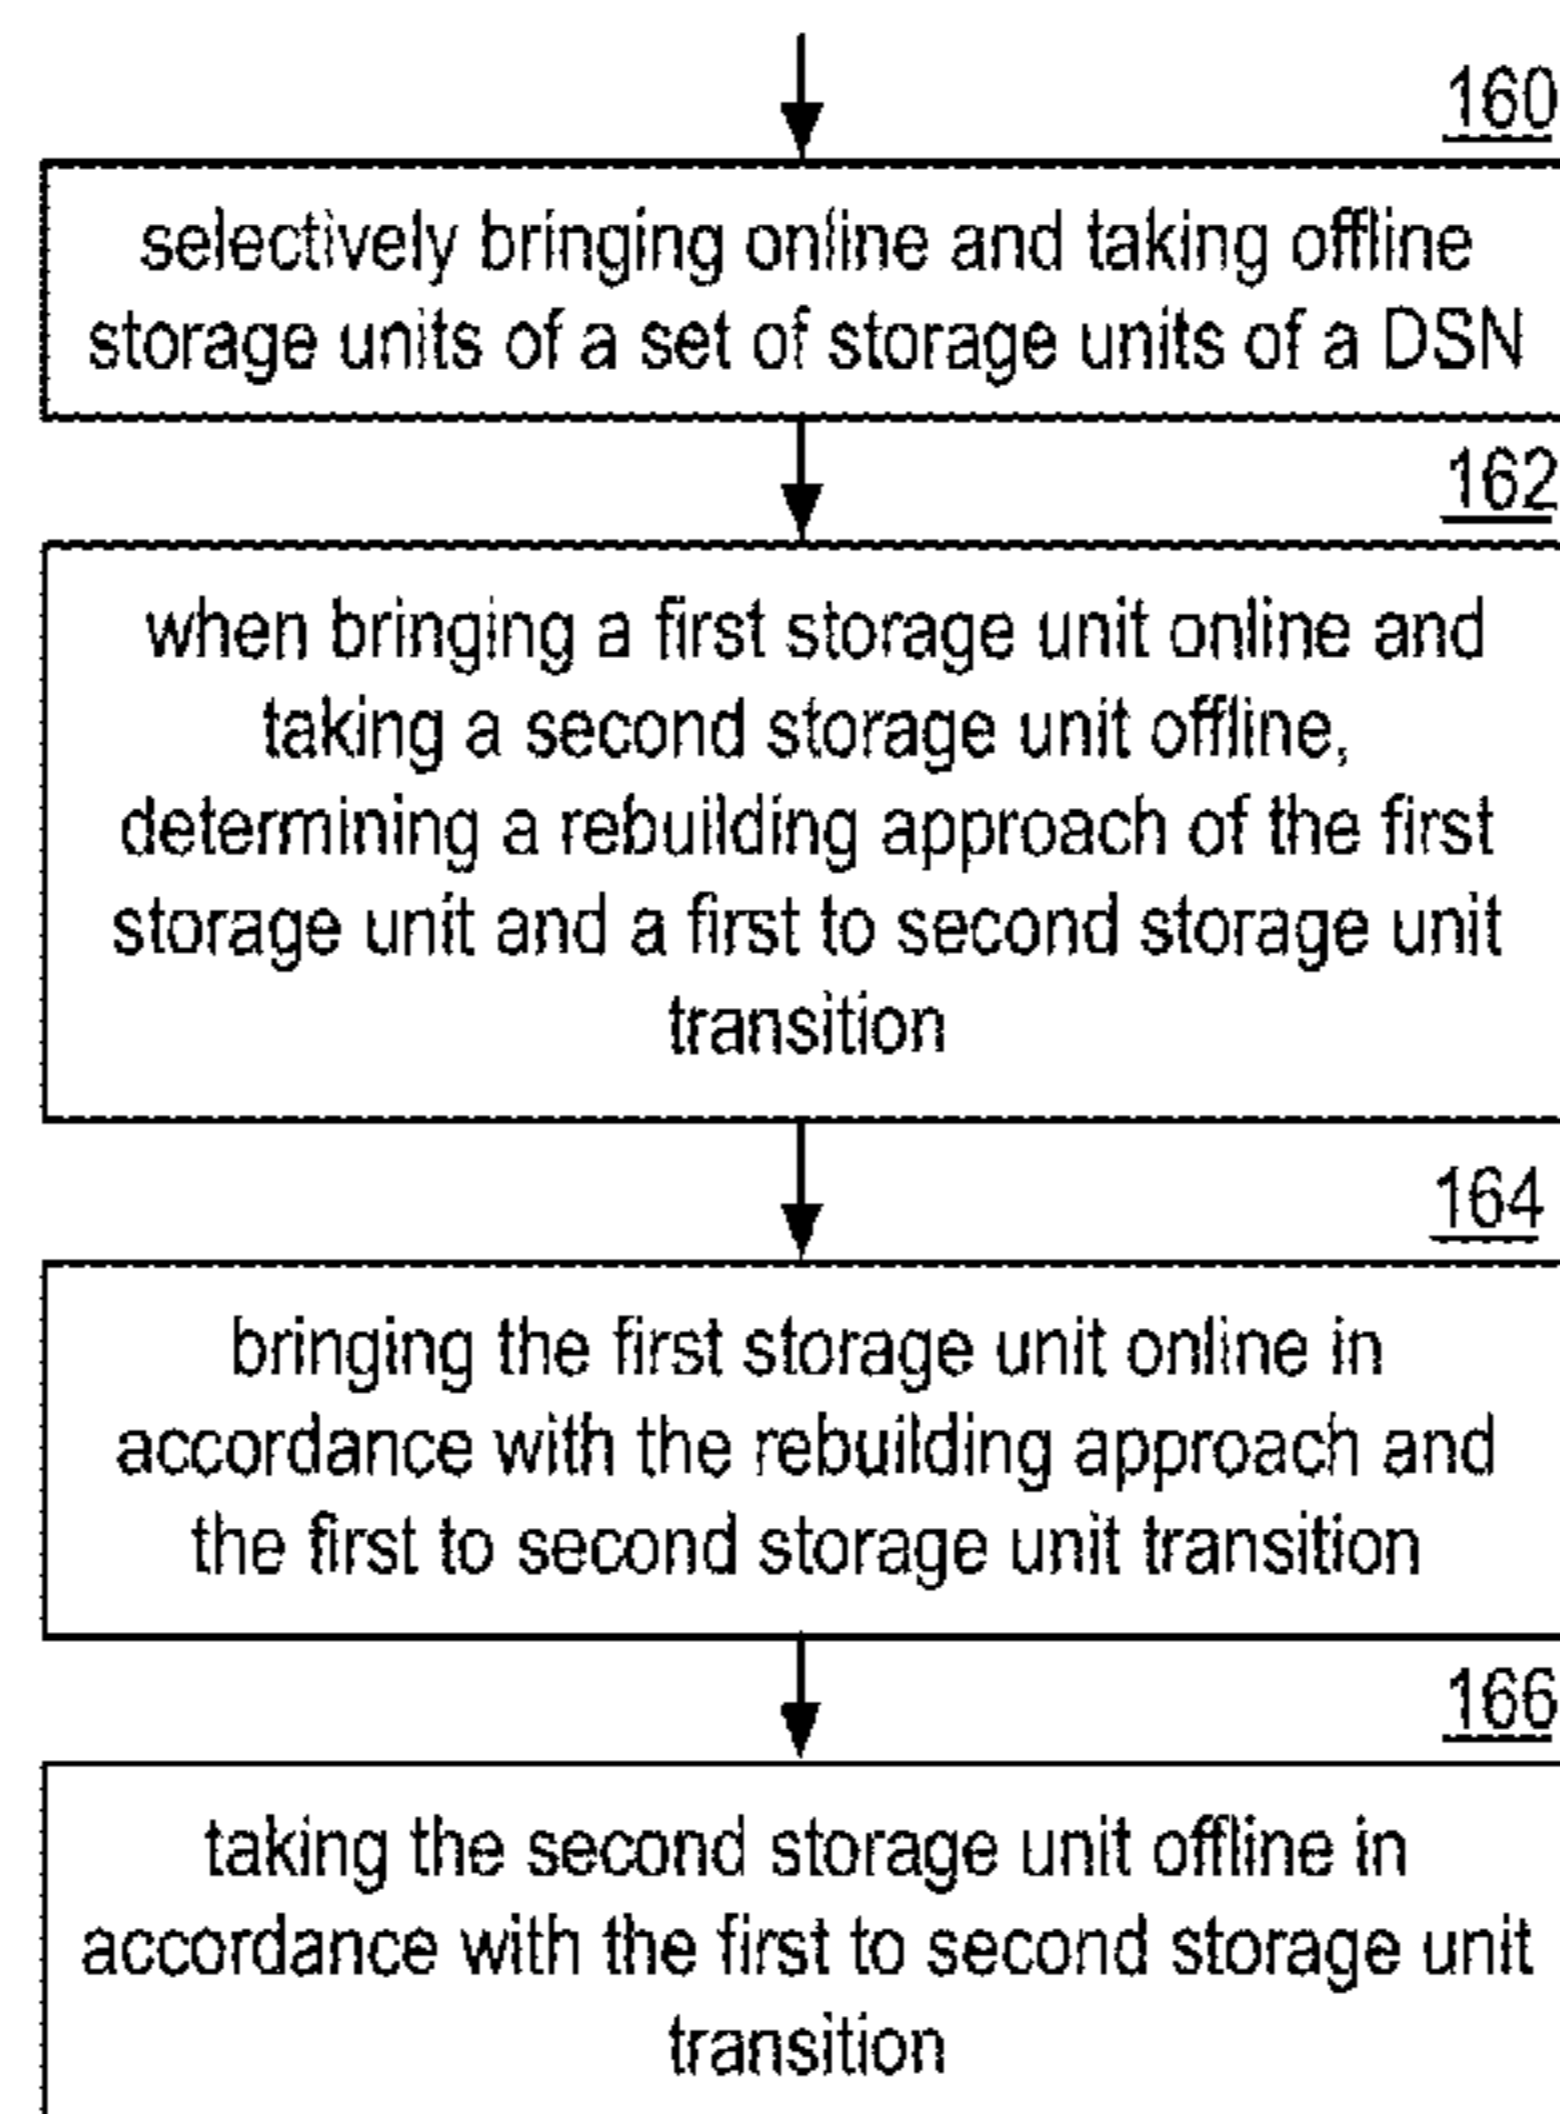 160
selectively bringing online and taking offline
storage units of a set of storage units of a DSN
162
when bringing a first storage unit online and
taking a second storage unit offline,
determining a rebuilding approach of the first
storage unit and a first to second storage unit
transition
164
bringing the first storage unit online in
accordance with the rebuilding approach and
the first to second storage unit transition
166
taking the second storage unit offline in
accordance with the first to second storage unit
transition